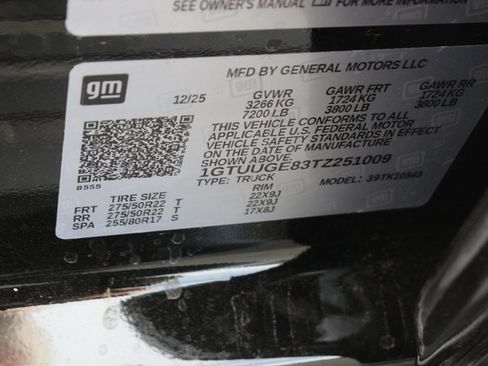 SEE OWNER'S MANUAL FOR MORE INFORMATION
gm
MFD BY GENERAL MOTORS LLC
12/25 GVWR GAWR FRT GAWR RR
3266 KG 1724 KG 1724 KG
7200 LB 3800 LB 3800 LB
THIS VEHICLE CONFORMS TO ALL
APPLICABLE U.S. FEDERAL MOTOR
VEHICLE SAFETY STANDARDS IN EFFECT
ON THE DATE OF MANUFACTURE SHOWN ABOVE
1GTUUGE83TZ251009
TYPE: TRUCK MODEL: 39TK10543
B555
TIRE SIZE RIM
FRT 275/50R22 T 22X9J
RR 275/50R22 T 22X9J
SPA 255/80R17 S 17X8J